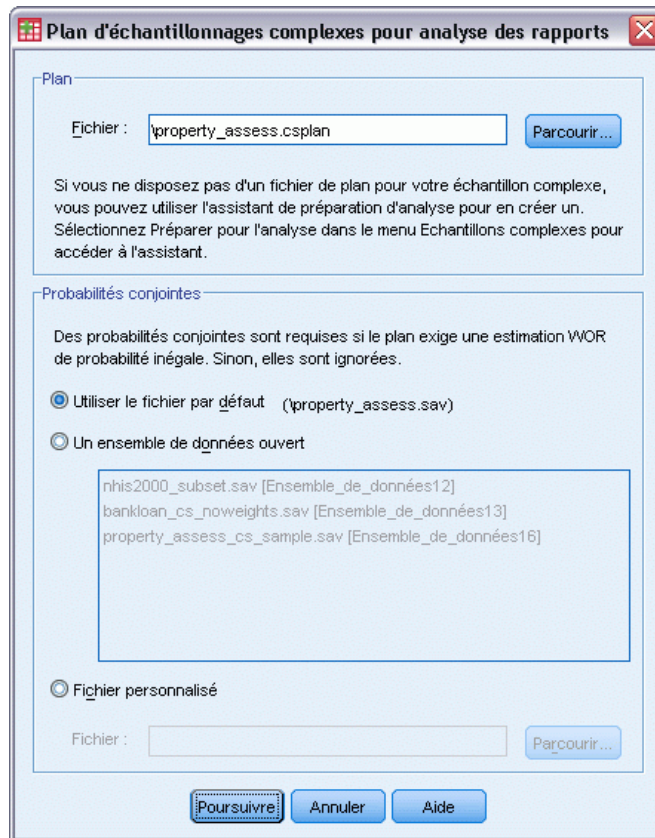 Plan d'échantillonnages complexes pour analyse des rapports
Plan
Fichier : \property_assess.csplan Parcourir...
Si vous ne disposez pas d'un fichier de plan pour votre échantillon complexe,
vous pouvez utiliser l'assistant de préparation d'analyse pour en créer un.
Sélectionnez Préparer pour l'analyse dans le menu Echantillons complexes pour
accéder à l'assistant.
Probabilités conjointes
Des probabilités conjointes sont requises si le plan exige une estimation WOR
de probabilité inégale. Sinon, elles sont ignorées.
Utiliser le fichier par défaut (\property_assess.sav)
Un ensemble de données ouvert
nhis2000_subset.sav [Ensemble_de_données12]
bankloan_cs_noweights.sav [Ensemble_de_données13]
property_assess_cs_sample.sav [Ensemble_de_données16]
Fichier personnalisé
Fichier : Parcourir...
Poursuivre Annuler Aide